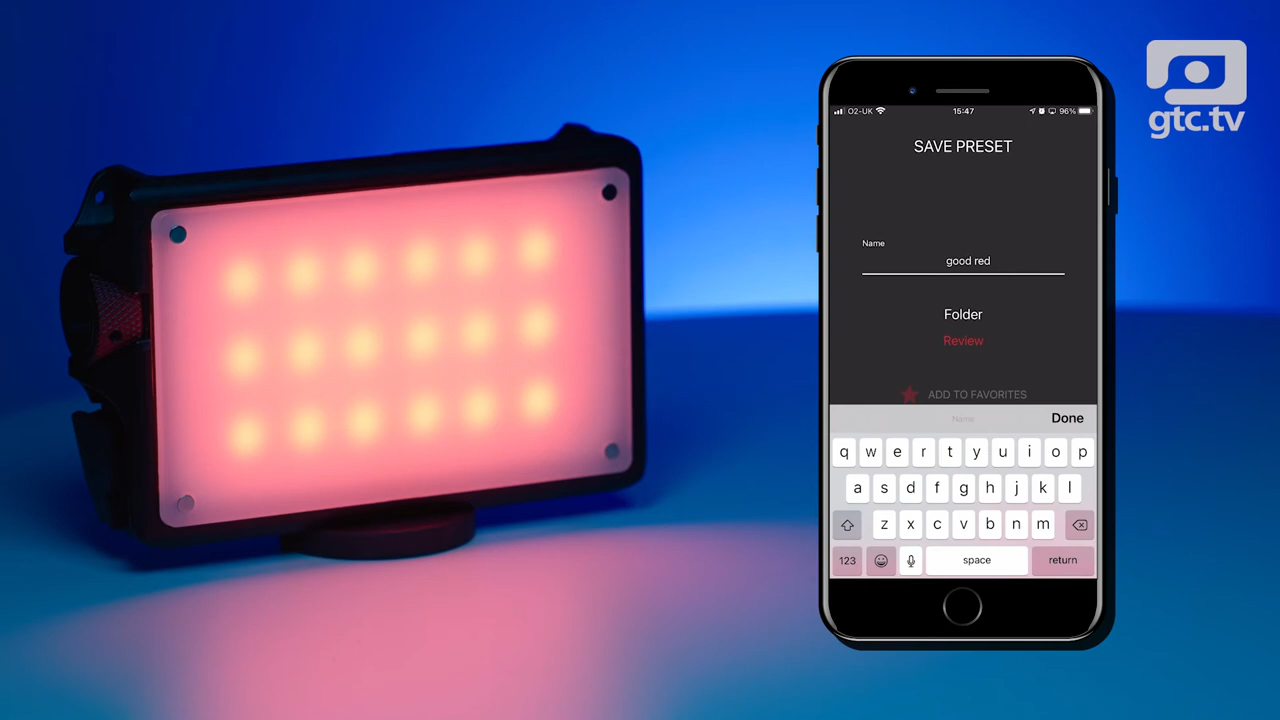 gtc.tv
O2-UK 15:47 96%
SAVE PRESET
Name
good red
Folder
Review
ADD TO FAVORITES
Name Done
q w e r t y u i o p
a s d f g h j k l
z x c v b n m
123 space return